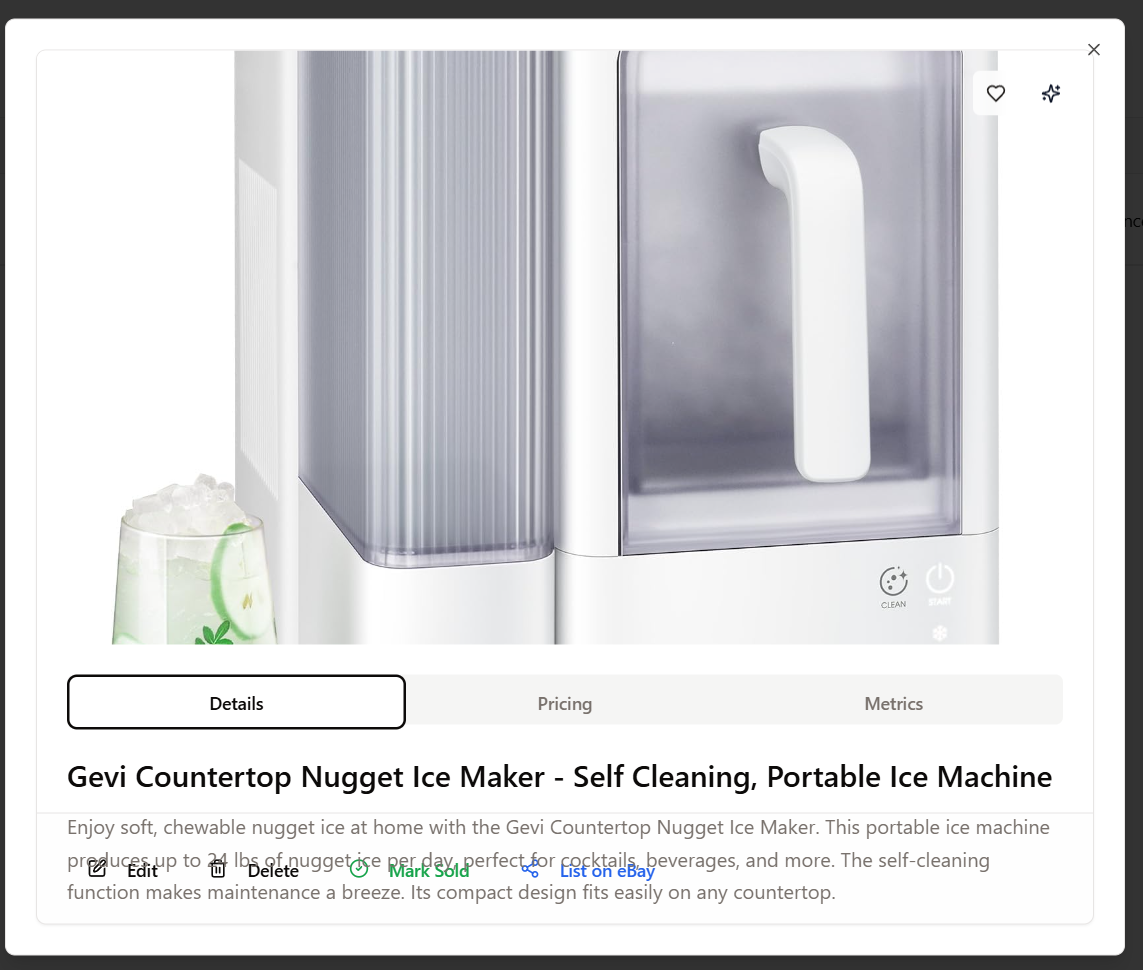 CLEAN
START
Details
Pricing
Metrics
Gevi Countertop Nugget Ice Maker - Self Cleaning, Portable Ice Machine
Enjoy soft, chewable nugget ice at home with the Gevi Countertop Nugget Ice Maker. This portable ice machine
produces up to 24 lbs of nugget ice per day, perfect for cocktails, beverages, and more. The self-cleaning
Edit
Delete
Mark Sold
List on eBay
function makes maintenance a breeze. Its compact design fits easily on any countertop.